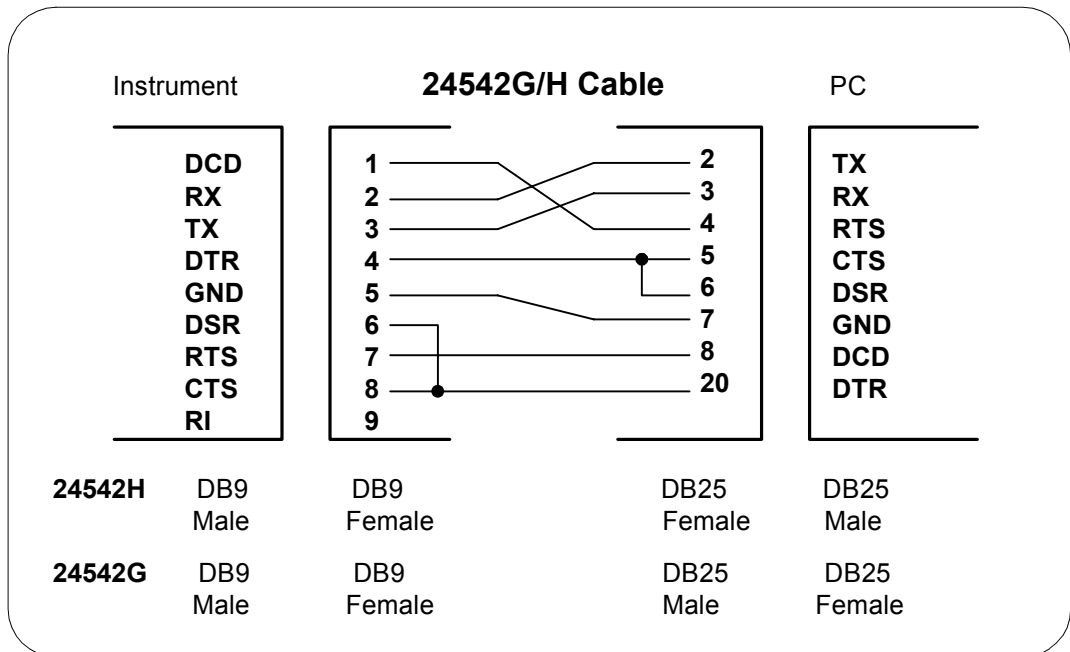 Instrument 24542G/H Cable PC
DCD 1 2 TX
RX 2 3 RX
TX 3 4 RTS
DTR 4 5 CTS
GND 5 6 DSR
DSR 6 7 GND
RTS 7 8 DCD
CTS 8 20 DTR
RI 9
24542H DB9 DB9 DB25 DB25
Male Female Female Male
24542G DB9 DB9 DB25 DB25
Male Female Male Female